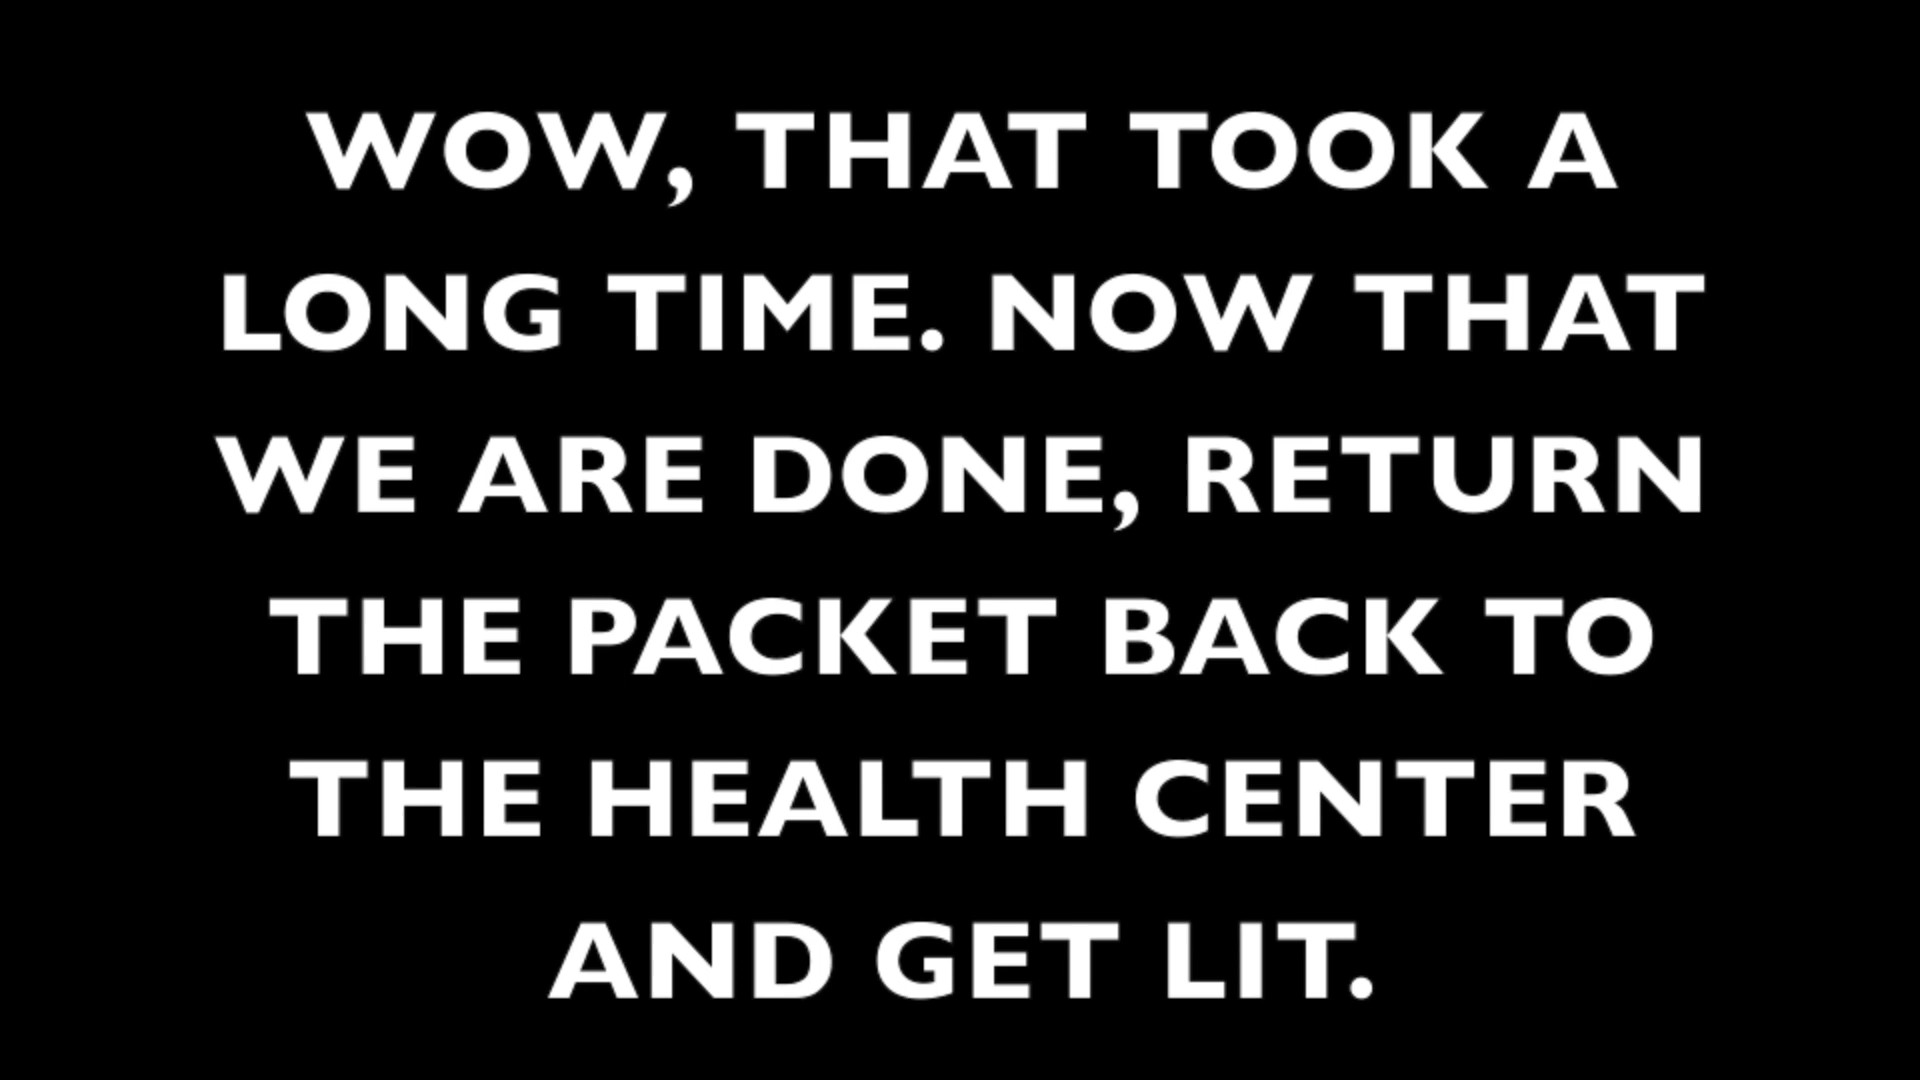 WOW, THAT TOOK A
LONG TIME. NOW THAT
WE ARE DONE, RETURN
THE PACKET BACK TO
THE HEALTH CENTER
AND GET LIT.